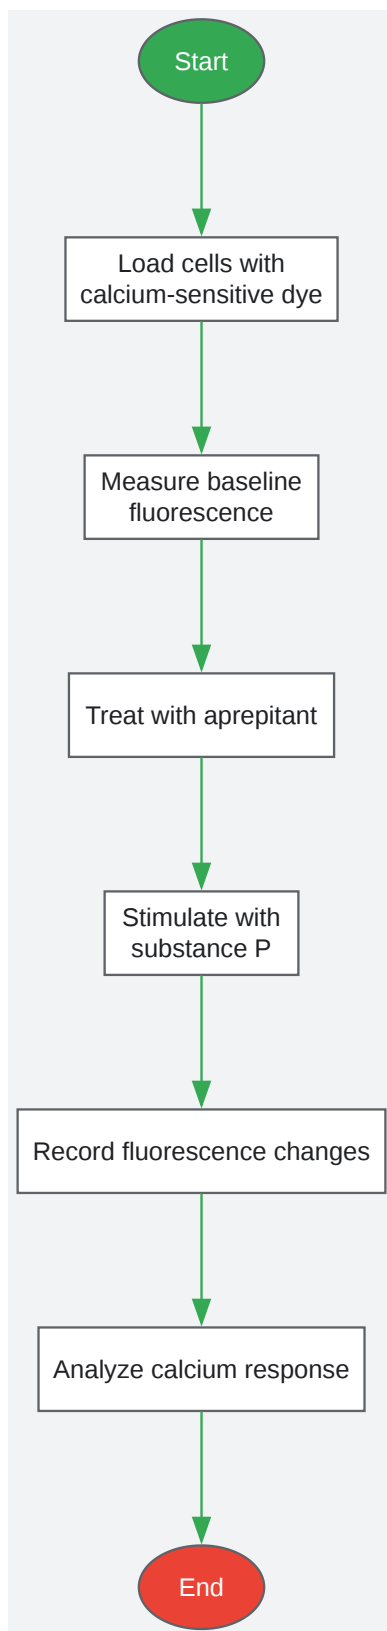 Start
Load cells with
calcium-sensitive dye
Measure baseline
fluorescence
Treat with aprepitant
Stimulate with
substance P
Record fluorescence changes
Analyze calcium response
End